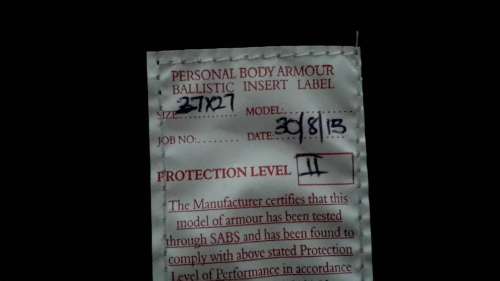 PERSONAL BODY ARMOUR
BALLISTIC INSERT LABEL
SIZE 27X27 MODEL:
JOB NO: DATE 30/8/13
PROTECTION LEVEL II
The Manufacturer certifies that this
model of armour has been tested
through SABS and has been found to
comply with above stated Protection
Level of Performance in accordance